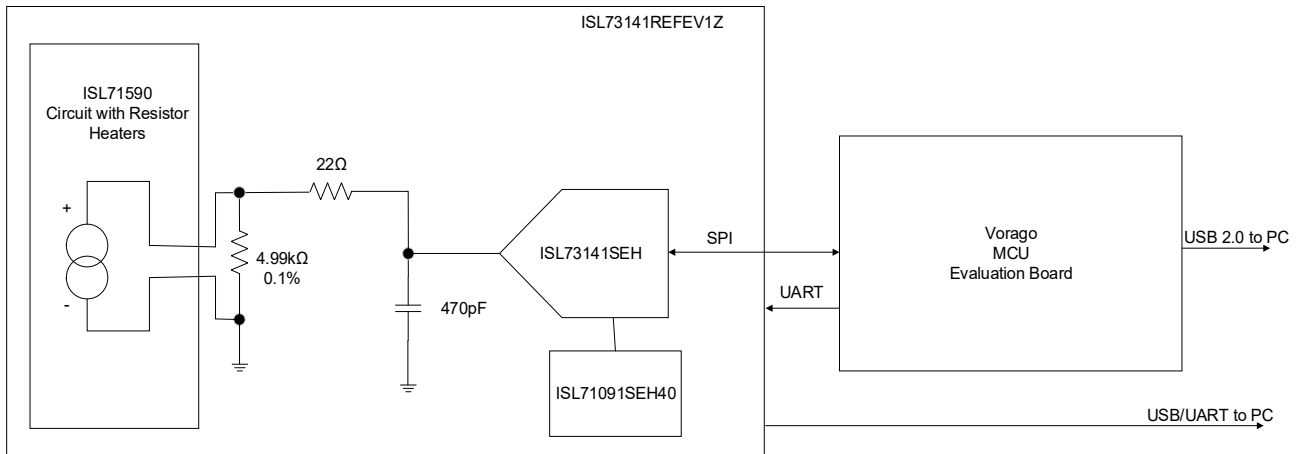 ISL73141REFEV1Z
ISL71590
Circuit with Resistor
Heaters
+
-
4.99kΩ
0.1%
22Ω
470pF
ISL73141SEH
ISL71091SEH40
SPI
UART
Vorago
MCU
Evaluation Board
USB 2.0 to PC
USB/UART to PC